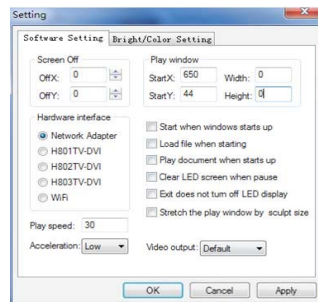 Setting
Software Setting Bright/Color Setting
Screen Off
OffX: 0
OffY: 0
Play window
StartX: 650 Width: 0
StartY: 44 Height: 0
Hardware interface
Network Adapter
H801TV-DVI
H802TV-DVI
H803TV-DVI
WiFi
Start when windows starts up
Load file when starting
Play document when starts up
Clear LED screen when pause
Exit does not turn off LED display
Stretch the play window by sculpt size
Play speed: 30
Acceleration: Low
Video output: Default
OK Cancel Apply